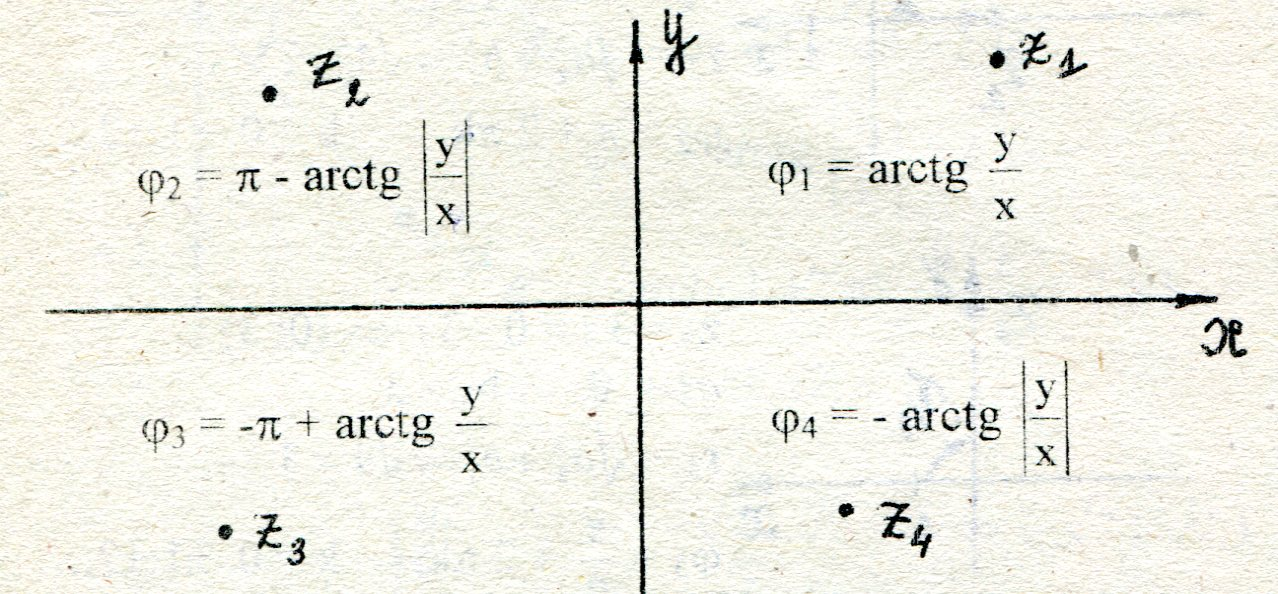 y
z₂
z₁
φ₂ = π - arctg |y/x|
φ₁ = arctg y/x
x
φ₃ = -π + arctg y/x
φ₄ = - arctg |y/x|
z₃
z₄